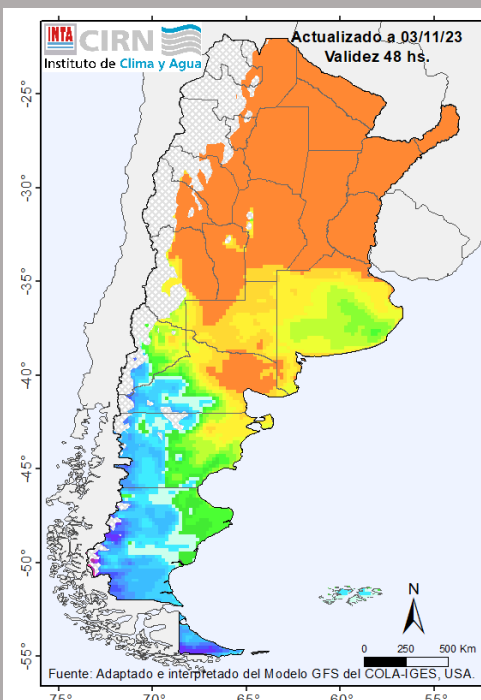 INTA CIRN
Instituto de Clima y Agua
Actualizado a 03/11/23
Validez 48 hs.
-25°
-30°
-35°
-40°
-45°
-50°
-55°
N
0 250 500 Km
Fuente: Adaptado e interpretado del Modelo GFS del COLA-IGES, USA.
75° 70° 65° 60° 55°